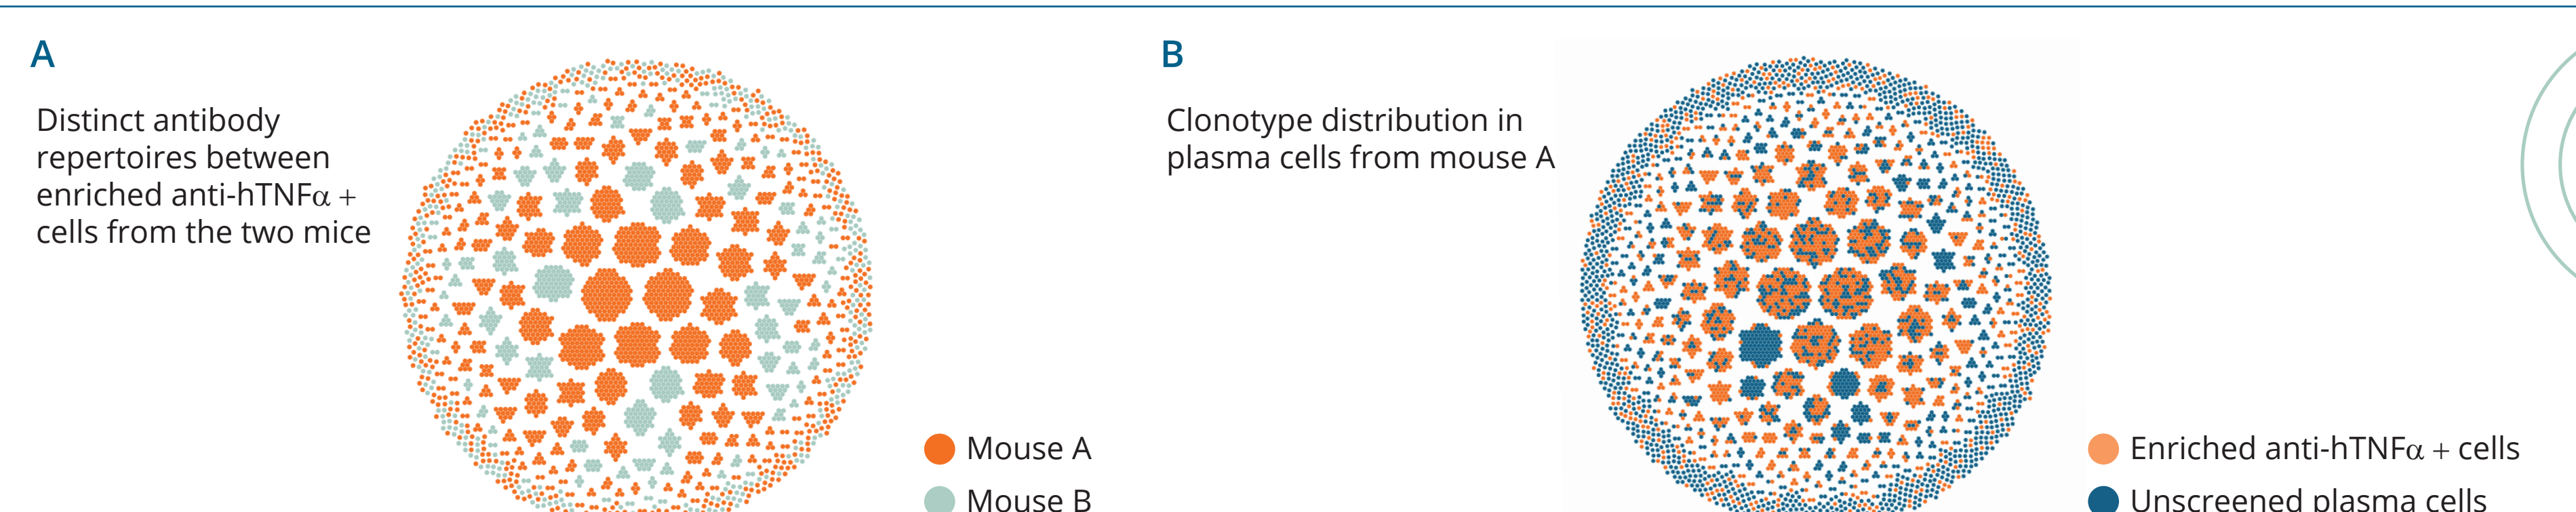 A
Distinct antibody
repertoires between
enriched anti-hTNFα +
cells from the two mice
Mouse A
Mouse B
B
Clonotype distribution in
plasma cells from mouse A
Enriched anti-hTNFα + cells
Unscreened plasma cells